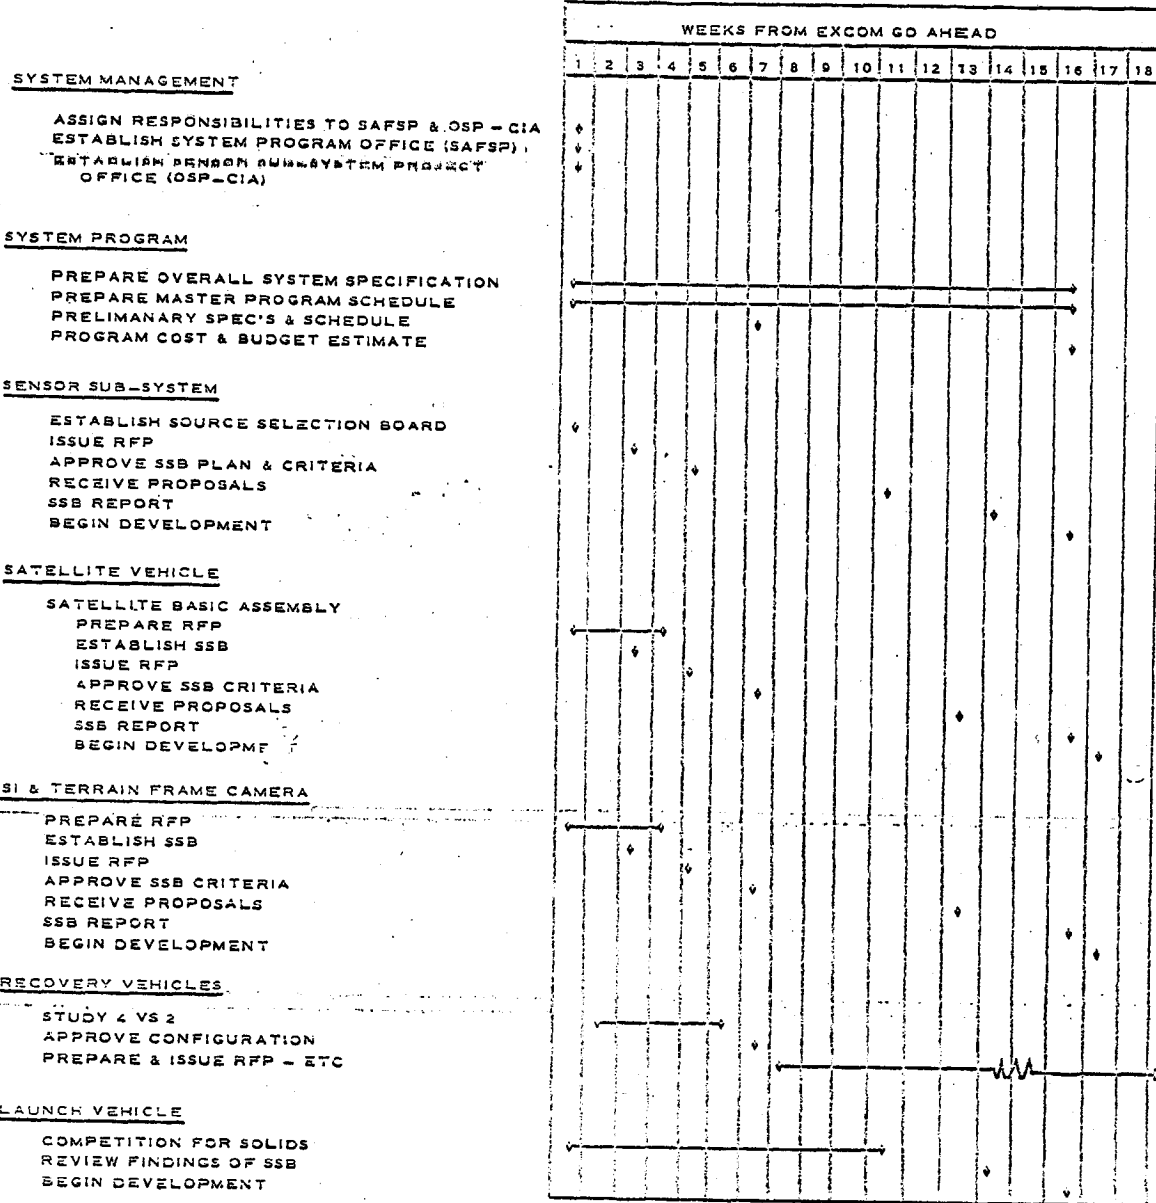 WEEKS FROM EXCOM GO AHEAD
1 2 3 4 5 6 7 8 9 10 11 12 13 14 15 16 17 18
SYSTEM MANAGEMENT
ASSIGN RESPONSIBILITIES TO SAFSP & OSP - CIA
ESTABLISH SYSTEM PROGRAM OFFICE (SAFSP)
ESTABLISH SENSOR SUBSYSTEM PROJECT
OFFICE (OSP-CIA)
SYSTEM PROGRAM
PREPARE OVERALL SYSTEM SPECIFICATION
PREPARE MASTER PROGRAM SCHEDULE
PRELIMANARY SPEC'S & SCHEDULE
PROGRAM COST & BUDGET ESTIMATE
SENSOR SUB-SYSTEM
ESTABLISH SOURCE SELECTION BOARD
ISSUE RFP
APPROVE SSB PLAN & CRITERIA
RECEIVE PROPOSALS
SSB REPORT
BEGIN DEVELOPMENT
SATELLITE VEHICLE
SATELLITE BASIC ASSEMBLY
PREPARE RFP
ESTABLISH SSB
ISSUE RFP
APPROVE SSB CRITERIA
RECEIVE PROPOSALS
SSB REPORT
BEGIN DEVELOPME
SI & TERRAIN FRAME CAMERA
PREPARE RFP
ESTABLISH SSB
ISSUE RFP
APPROVE SSB CRITERIA
RECEIVE PROPOSALS
SSB REPORT
BEGIN DEVELOPMENT
RECOVERY VEHICLES
STUDY 4 VS 2
APPROVE CONFIGURATION
PREPARE & ISSUE RFP - ETC
LAUNCH VEHICLE
COMPETITION FOR SOLIDS
REVIEW FINDINGS OF SSB
BEGIN DEVELOPMENT